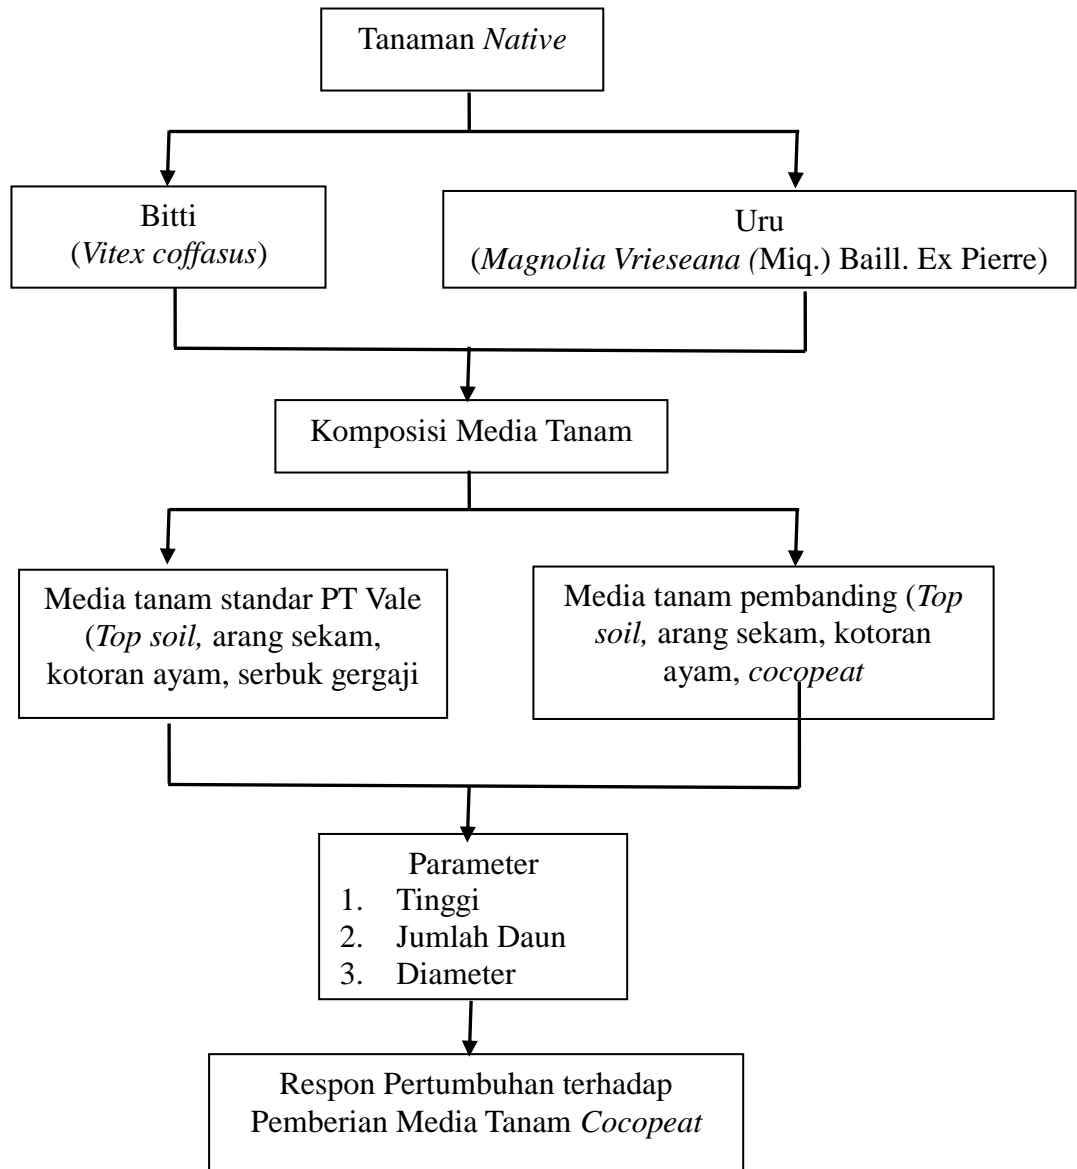 Tanaman Native
Bitti
(Vitex coffasus)
Uru
(Magnolia Vrieseana (Miq.) Baill. Ex Pierre)
Komposisi Media Tanam
Media tanam standar PT Vale
(Top soil, arang sekam,
kotoran ayam, serbuk gergaji
Media tanam pembanding (Top
soil, arang sekam, kotoran
ayam, cocopeat
Parameter
1. Tinggi
2. Jumlah Daun
3. Diameter
Respon Pertumbuhan terhadap
Pemberian Media Tanam Cocopeat